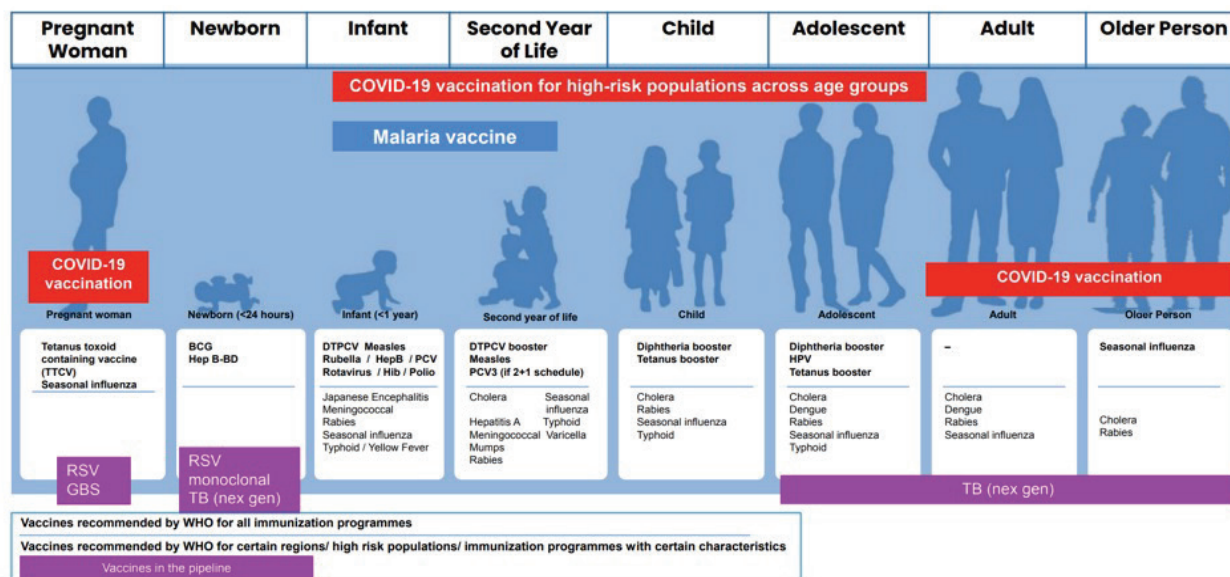 Pregnant Woman
Newborn
Infant
Second Year of Life
Child
Adolescent
Adult
Older Person
COVID-19 vaccination for high-risk populations across age groups
Malaria vaccine
COVID-19
vaccination
COVID-19 vaccination
Pregnant woman
Newborn (<24 hours)
Infant (<1 year)
Second year of life
Child
Adolescent
Adult
Older Person
Tetanus toxoid
containing vaccine
(TTCV)
Seasonal influenza
BCG
Hep B-BD
DTPCV Measles
Rubella / HepB / PCV
Rotavirus / Hib / Polio
Japanese Encephalitis
Meningococcal
Rabies
Seasonal influenza
Typhoid / Yellow Fever
DTPCV booster
Measles
PCV3 (if 2+1 schedule)
Cholera
Hepatitis A
Meningococcal
Mumps
Rabies
Seasonal
influenza
Typhoid
Varicella
Diphtheria booster
Tetanus booster
Cholera
Rabies
Seasonal influenza
Typhoid
Diphtheria booster
HPV
Tetanus booster
Cholera
Dengue
Rabies
Seasonal influenza
Typhoid
–
Cholera
Dengue
Rabies
Seasonal influenza
Seasonal influenza
Cholera
Rabies
RSV
GBS
RSV
monoclonal
TB (nex gen)
TB (nex gen)
Vaccines recommended by WHO for all immunization programmes
Vaccines recommended by WHO for certain regions/ high risk populations/ immunization programmes with certain characteristics
Vaccines in the pipeline